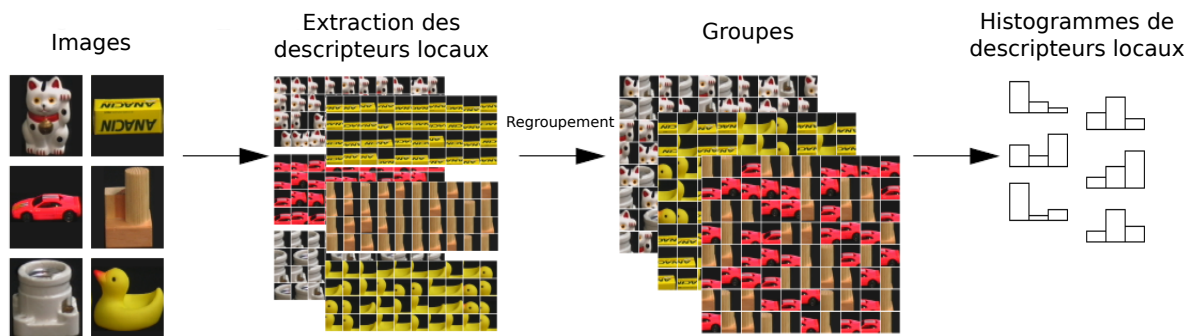 Images
Extraction des
descripteurs locaux
Groupes
Histogrammes de
descripteurs locaux
Regroupement
ANACIN
ANACIN